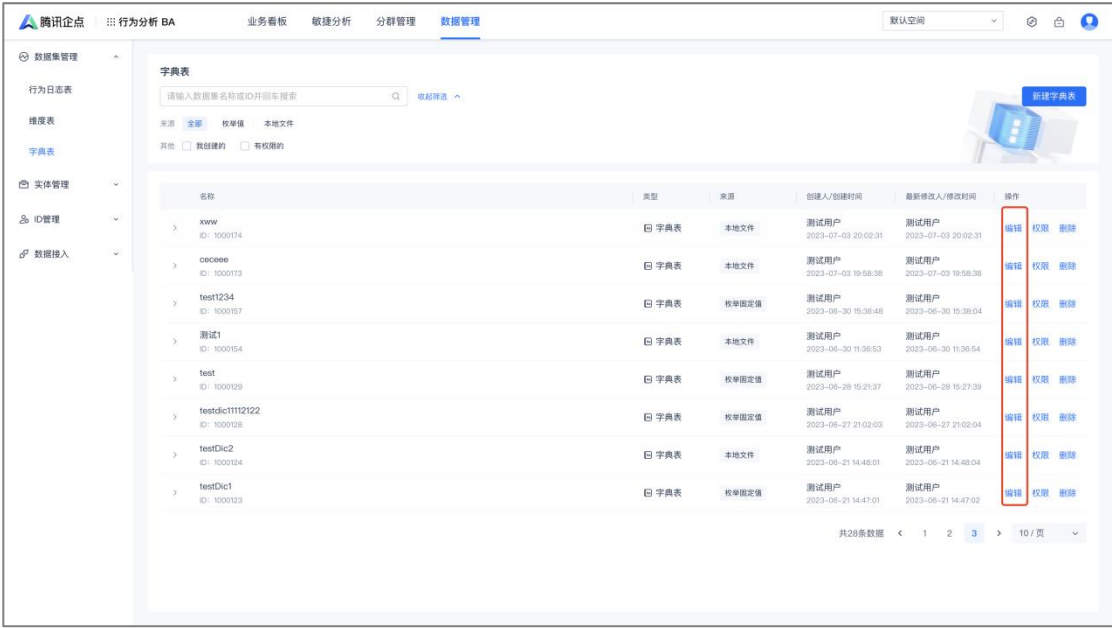 腾讯企点 行为分析 BA 业务看板 敏捷分析 分群管理 数据管理 默认空间
数据集管理
行为日志表
维度表
字典表
实体管理
ID管理
数据接入
字典表
请输入数据集名称或ID并回车搜索 收起筛选 新建字典表
来源 全部 枚举值 本地文件
其他 我创建的 有权限的
名称 类型 来源 创建人/创建时间 最新修改人/修改时间 操作
xww 字典表 本地文件 测试用户 测试用户 编辑 权限 删除
ID: 1000174 2023-07-03 20:02:31 2023-07-03 20:02:31
ceceee 字典表 本地文件 测试用户 测试用户 编辑 权限 删除
ID: 1000173 2023-07-03 19:58:38 2023-07-03 19:58:38
test1234 字典表 枚举固定值 测试用户 测试用户 编辑 权限 删除
ID: 1000157 2023-06-30 15:36:48 2023-06-30 15:38:04
测试1 字典表 本地文件 测试用户 测试用户 编辑 权限 删除
ID: 1000154 2023-06-30 11:36:53 2023-06-30 11:36:54
test 字典表 枚举固定值 测试用户 测试用户 编辑 权限 删除
ID: 1000129 2023-06-28 15:21:37 2023-06-28 15:27:39
testdic11112122 字典表 枚举固定值 测试用户 测试用户 编辑 权限 删除
ID: 1000128 2023-06-27 21:02:03 2023-06-27 21:02:04
testDic2 字典表 本地文件 测试用户 测试用户 编辑 权限 删除
ID: 1000124 2023-06-21 14:48:01 2023-06-21 14:48:04
testDic1 字典表 枚举固定值 测试用户 测试用户 编辑 权限 删除
ID: 1000123 2023-06-21 14:47:01 2023-06-21 14:47:02
共28条数据 1 2 3 10 / 页